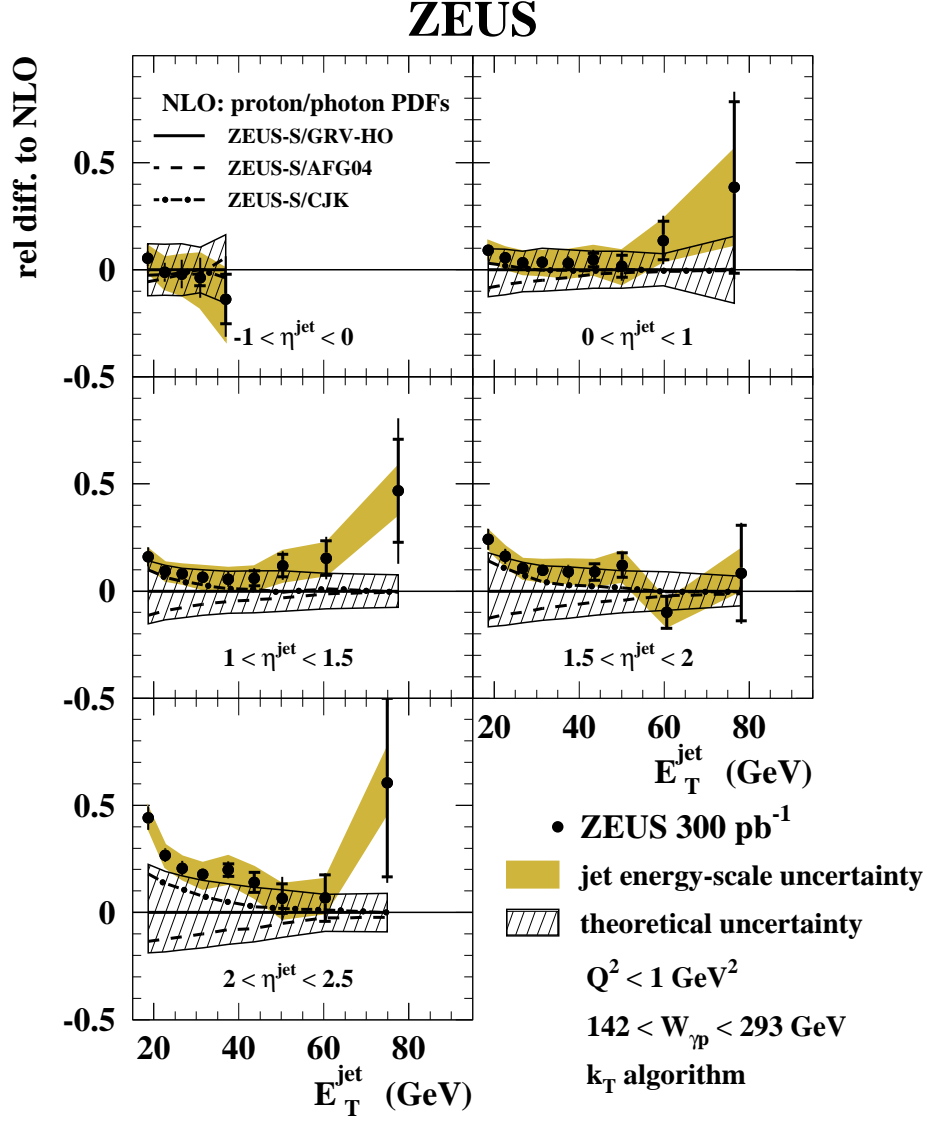 ZEUS
rel diff. to NLO
NLO: proton/photon PDFs
ZEUS-S/GRV-HO
ZEUS-S/AFG04
ZEUS-S/CJK
0.5
0
-0.5
-1 < η^jet < 0
0 < η^jet < 1
0.5
0
-0.5
1 < η^jet < 1.5
1.5 < η^jet < 2
20 40 60 80
E_T^jet (GeV)
0.5
0
-0.5
2 < η^jet < 2.5
20 40 60 80
E_T^jet (GeV)
ZEUS 300 pb^-1
jet energy-scale uncertainty
theoretical uncertainty
Q^2 < 1 GeV^2
142 < W_γp < 293 GeV
k_T algorithm